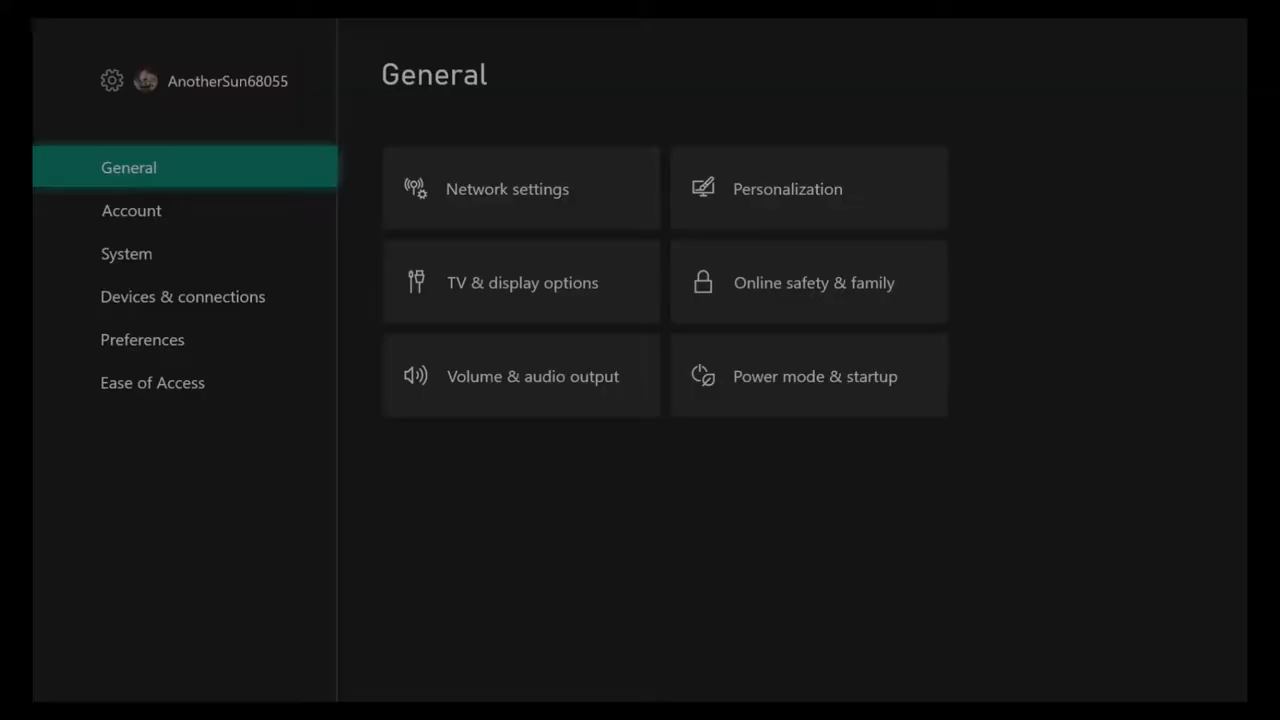 AnotherSun68055
General
Account
System
Devices & connections
Preferences
Ease of Access
General
Network settings
Personalization
TV & display options
Online safety & family
Volume & audio output
Power mode & startup